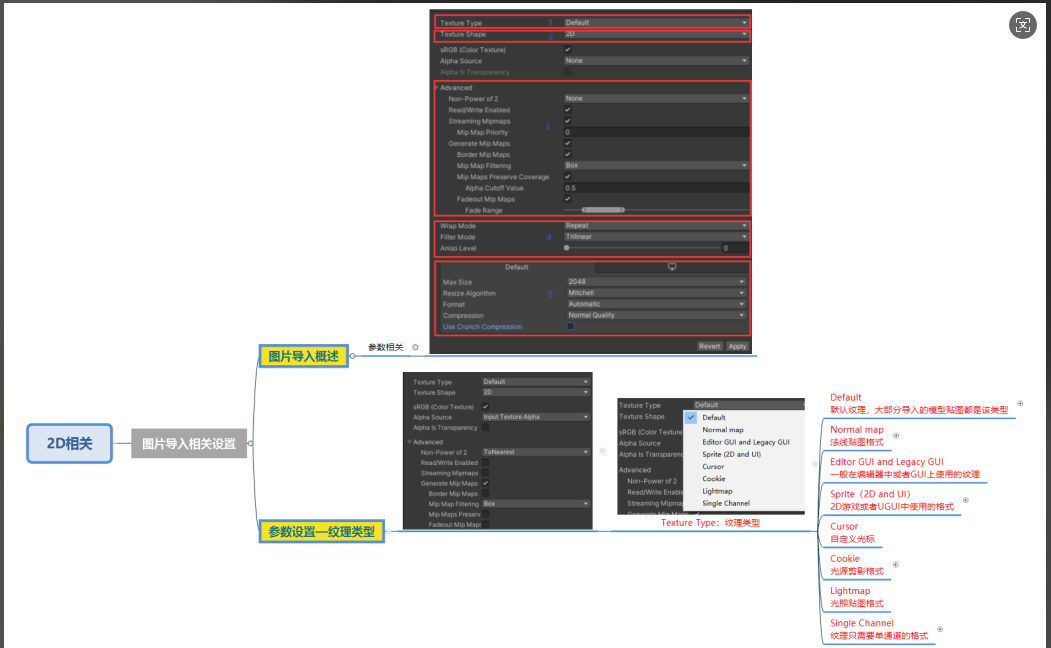 Texture Type 1 Default
Texture Shape 2 2D
sRGB (Color Texture)
Alpha Source None
Alpha Is Transparency
Advanced
Non-Power of 2 None
Read/Write Enabled
Streaming Mipmaps
3
Mip Map Priority 0
Generate Mip Maps
Border Mip Maps
Mip Map Filtering Box
Mip Maps Preserve Coverage
Alpha Cutoff Value 0.5
Fadeout Mip Maps
Fade Range
Wrap Mode Repeat
Filter Mode 4 Trilinear
Aniso Level 0
Default
Max Size 2048
Resize Algorithm 5 Mitchell
Format Automatic
Compression Normal Quality
Use Crunch Compression
Revert Apply
图片导入概述
参数相关
2D相关
图片导入相关设置
参数设置—纹理类型
Texture Type Default
Texture Shape 2D
sRGB (Color Texture)
Alpha Source Input Texture Alpha
Alpha Is Transparency
Advanced
Non-Power of 2 ToNearest
Read/Write Enabled
Streaming Mipmaps
Generate Mip Maps
Border Mip Maps
Mip Map Filtering Box
Mip Maps Preserv
Fadeout Mip Maps
Texture Type Default
Texture Shape
sRGB (Color Texture
Alpha Source
Alpha Is Transparen
Advanced
Non-Power of 2
Read/Write Enable
Streaming Mipmap
Default
Normal map
Editor GUI and Legacy GUI
Sprite (2D and UI)
Cursor
Cookie
Lightmap
Single Channel
Texture Type：纹理类型
Default
默认纹理，大部分导入的模型贴图都是该类型
Normal map
法线贴图格式
Editor GUI and Legacy GUI
一般在编辑器中或者GUI上使用的纹理
Sprite（2D and UI）
2D游戏或者UGUI中使用的格式
Cursor
自定义光标
Cookie
光源剪影格式
Lightmap
光照贴图格式
Single Channel
纹理只需要单通道的格式